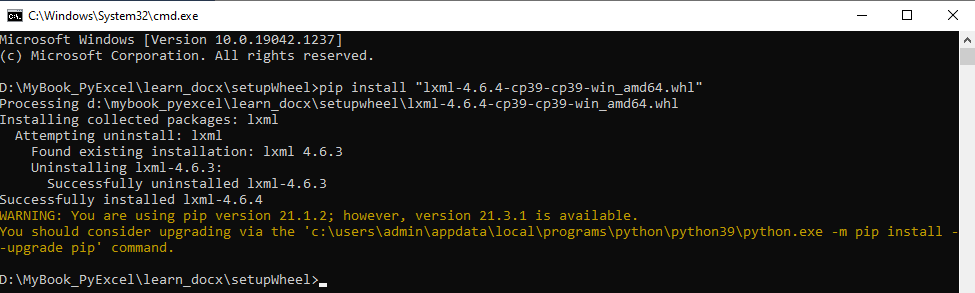 C:\Windows\System32\cmd.exe
Microsoft Windows [Version 10.0.19042.1237]
(c) Microsoft Corporation. All rights reserved.
D:\MyBook_PyExcel\learn_docx\setupWheel>pip install "lxml-4.6.4-cp39-cp39-win_amd64.whl"
Processing d:\mybook_pyexcel\learn_docx\setupwheel\lxml-4.6.4-cp39-cp39-win_amd64.whl
Installing collected packages: lxml
  Attempting uninstall: lxml
    Found existing installation: lxml 4.6.3
    Uninstalling lxml-4.6.3:
      Successfully uninstalled lxml-4.6.3
Successfully installed lxml-4.6.4
WARNING: You are using pip version 21.1.2; however, version 21.3.1 is available.
You should consider upgrading via the 'c:\users\admin\appdata\local\programs\python\python39\python.exe -m pip install -
-upgrade pip' command.
D:\MyBook_PyExcel\learn_docx\setupWheel>